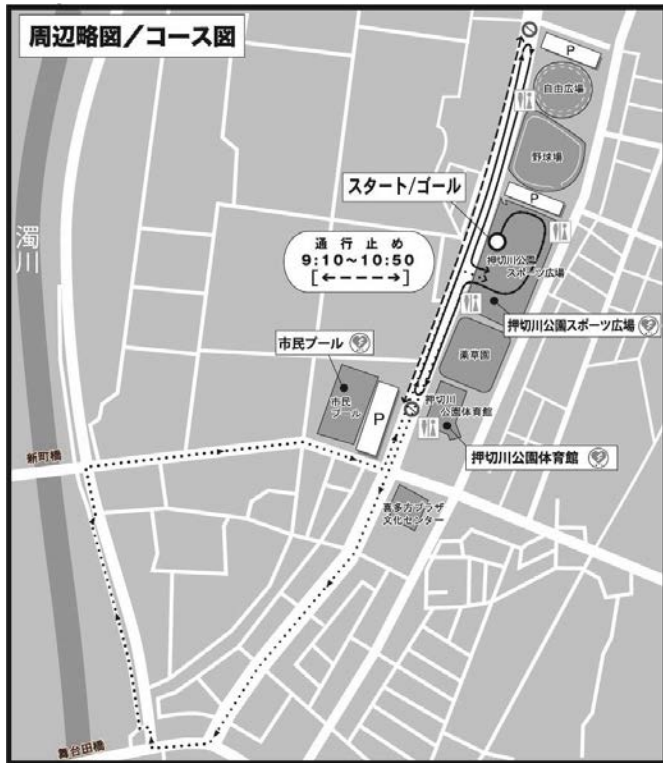 周辺略図／コース図
P
自由広場
野球場
P
スタート/ゴール
押切川公園
スポーツ広場
通行止め
9:10～10:50
[←----→]
濁川
押切川公園スポーツ広場
薬草園
市民プール
市民
プール
P
押切川
公園体育館
押切川公園体育館
新町橋
喜多方プラザ
文化センター
舞台田橋